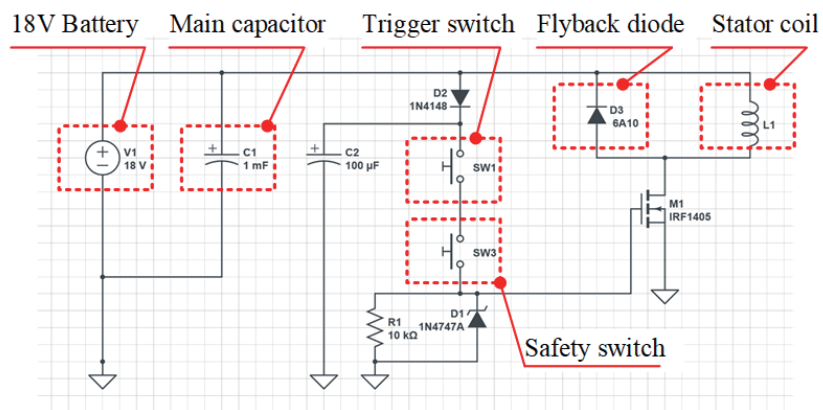 18V Battery
Main capacitor
Trigger switch
Flyback diode
Stator coil
D2
1N4148
D3
6A10
L1
+
V1
18 V
+
C1
1 mF
+
C2
100 µF
SW1
M1
IRF1405
SW3
R1
10 kΩ
D1
1N4747A
Safety switch